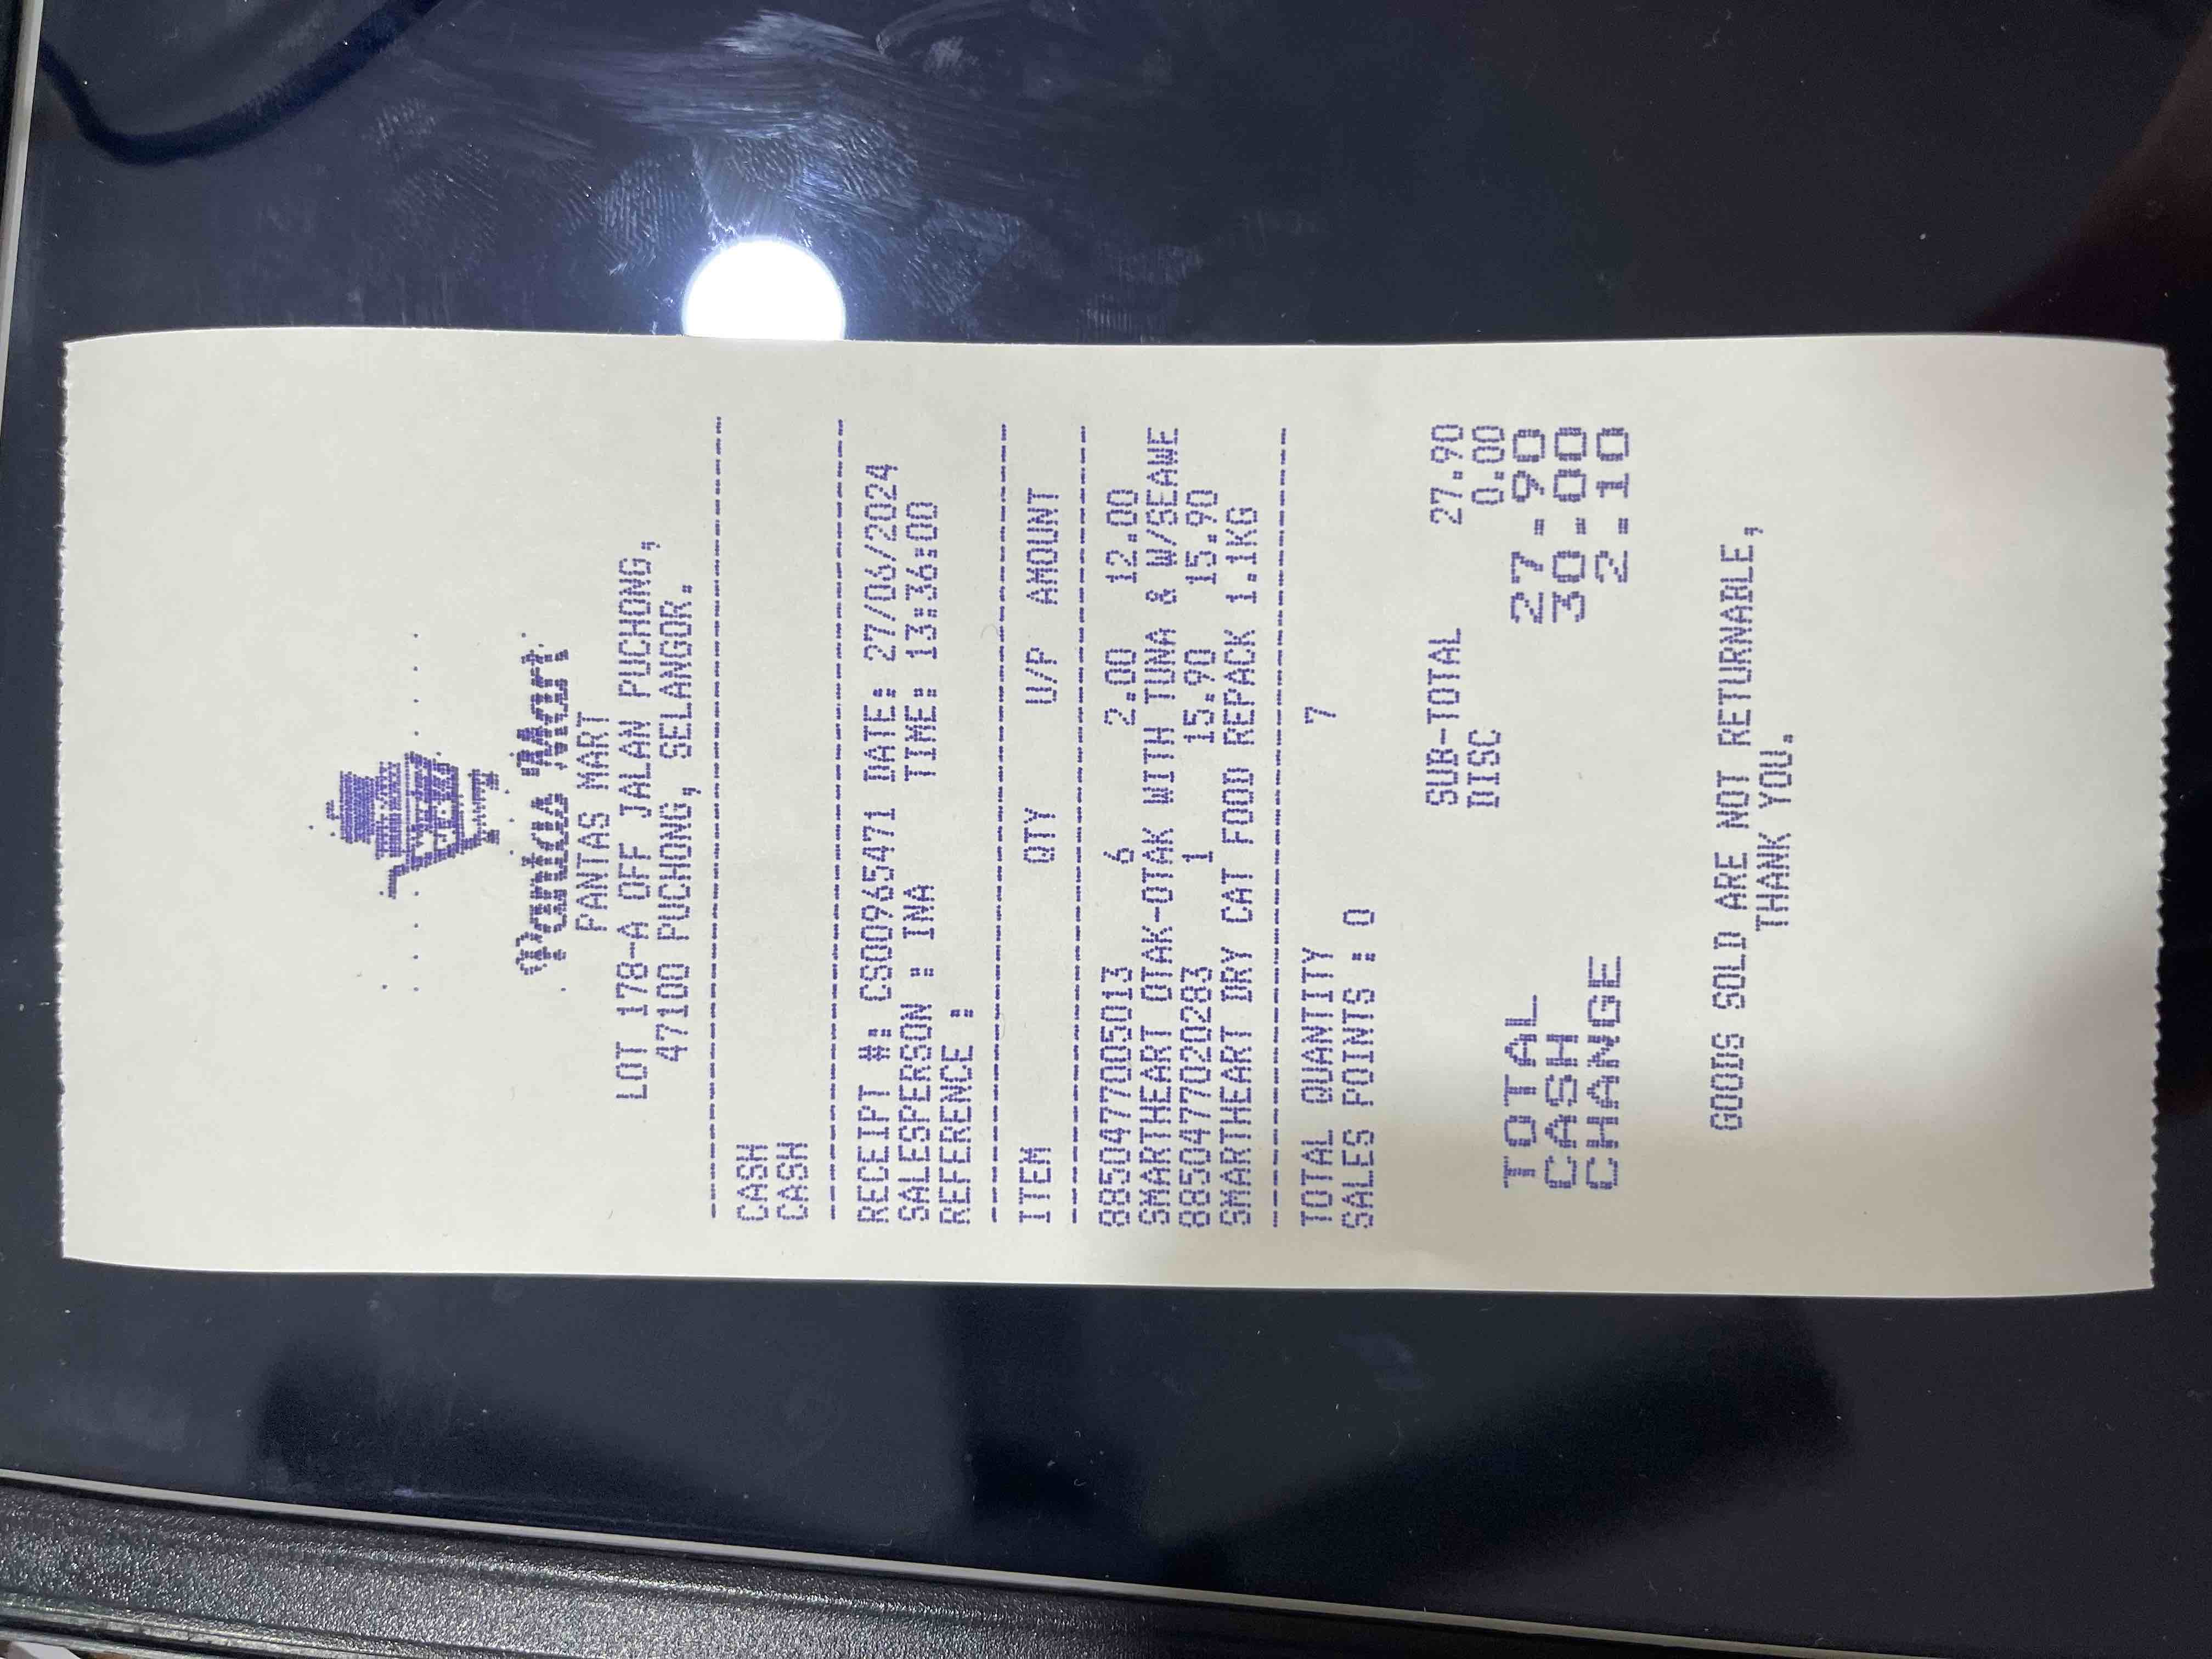 Pantas Mart
PANTAS MART
LOT 178-A OFF JALAN PUCHONG,
47100 PUCHONG, SELANGOR.
CASH
CASH
RECEIPT #: CS00965471 DATE: 27/06/2024
SALESPERSON : INA TIME: 13:36:00
REFERENCE :
ITEM QTY U/P AMOUNT
8850477005013 6 2.00 12.00
SMARTHEART OTAK-OTAK WITH TUNA & W/SEAWE
8850477020283 1 15.90 15.90
SMARTHEART DRY CAT FOOD REPACK 1.1KG
TOTAL QUANTITY 7
SALES POINTS : 0
SUB-TOTAL 27.90
DISC 0.00
TOTAL 27.90
CASH 30.00
CHANGE 2.10
GOODS SOLD ARE NOT RETURNABLE,
THANK YOU.